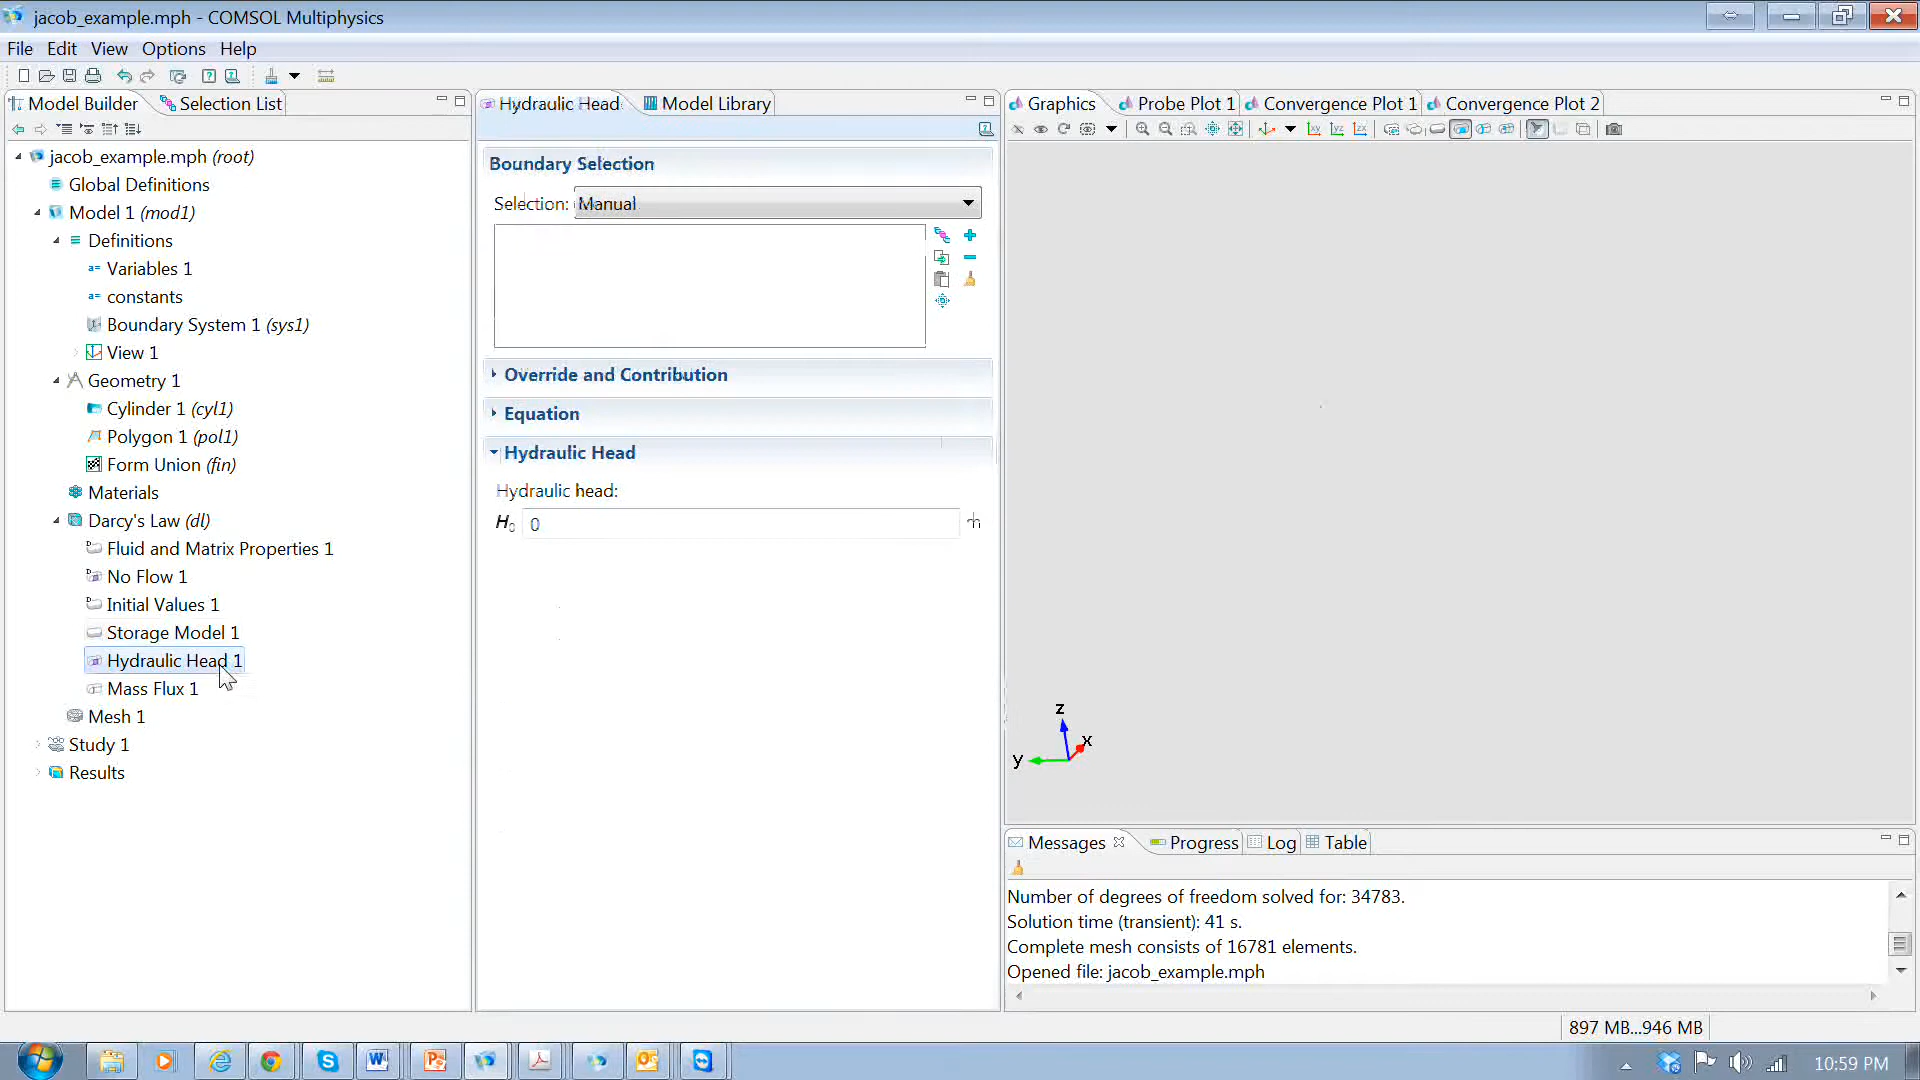 jacob_example.mph - COMSOL Multiphysics
File Edit View Options Help
Model Builder
Selection List
jacob_example.mph (root)
Global Definitions
Model 1 (mod1)
Definitions
a= Variables 1
a= constants
Boundary System 1 (sys1)
View 1
Geometry 1
Cylinder 1 (cyl1)
Polygon 1 (pol1)
Form Union (fin)
Materials
Darcy's Law (dl)
Fluid and Matrix Properties 1
No Flow 1
Initial Values 1
Storage Model 1
Hydraulic Head 1
Mass Flux 1
Mesh 1
Study 1
Results
Hydraulic Head
Model Library
Boundary Selection
Selection: Manual
Override and Contribution
Equation
Hydraulic Head
Hydraulic head:
H0 0 m
Graphics
Probe Plot 1
Convergence Plot 1
Convergence Plot 2
xy yz zx
z
x
y
Messages
Progress
Log
Table
Number of degrees of freedom solved for: 34783.
Solution time (transient): 41 s.
Complete mesh consists of 16781 elements.
Opened file: jacob_example.mph
897 MB...946 MB
10:59 PM